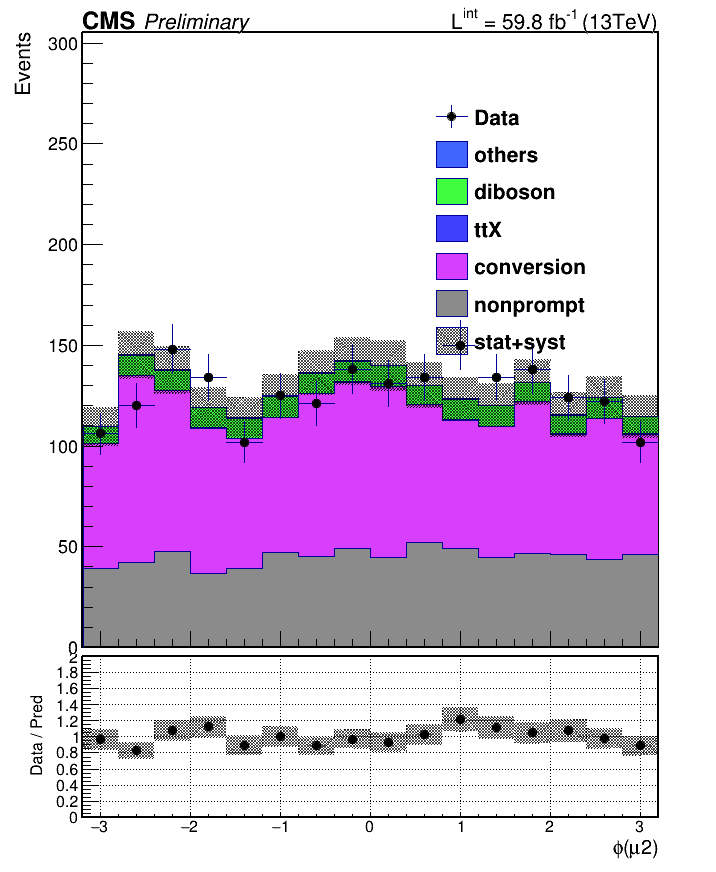 CMS Preliminary L^int = 59.8 fb^-1 (13TeV)
Events
300
250
200
150
100
50
0
Data
others
diboson
ttX
conversion
nonprompt
stat+syst
Data / Pred
2
1.8
1.6
1.4
1.2
1
0.8
0.6
0.4
0.2
0
−3 −2 −1 0 1 2 3
ϕ(μ2)